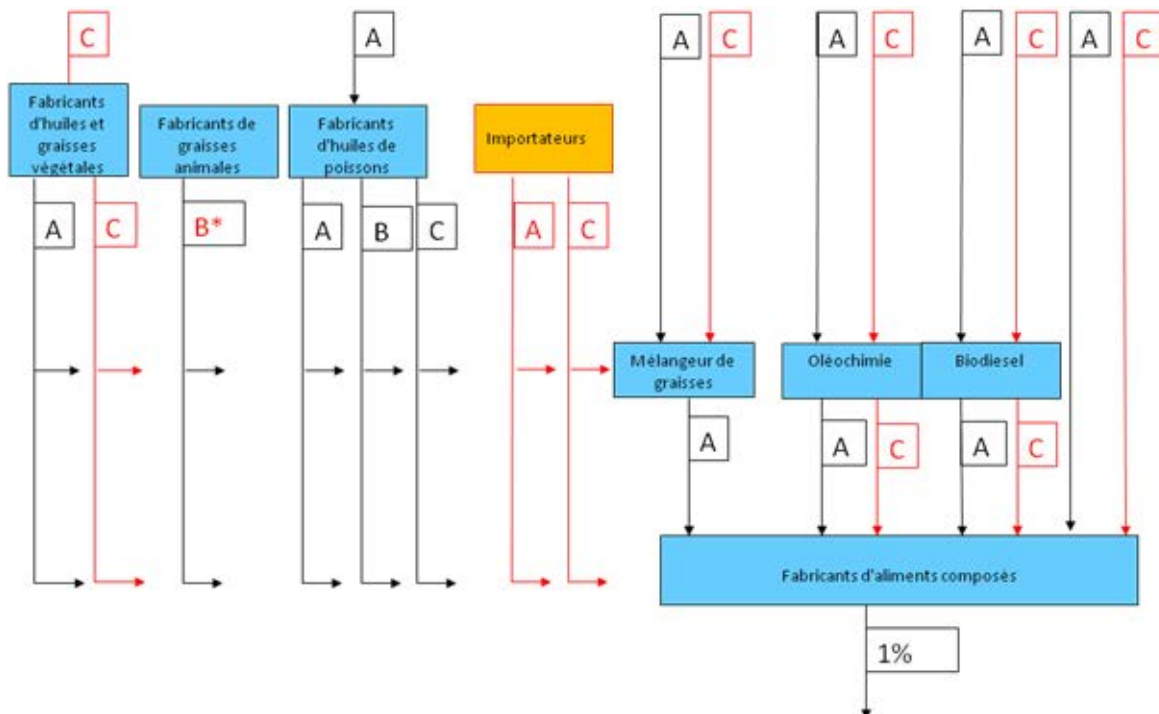 C
A
A
C
A
C
A
C
A
C
Fabricants
d'huiles et
graisses
végétales
Fabricants de
graisses
animales
Fabricants
d'huiles de
poissons
Importateurs
A
C
B*
A
B
C
A
C
Mélangeur de
graisses
Oléochimie
Biodiesel
A
A
C
A
C
Fabricants d'aliments composés
1%